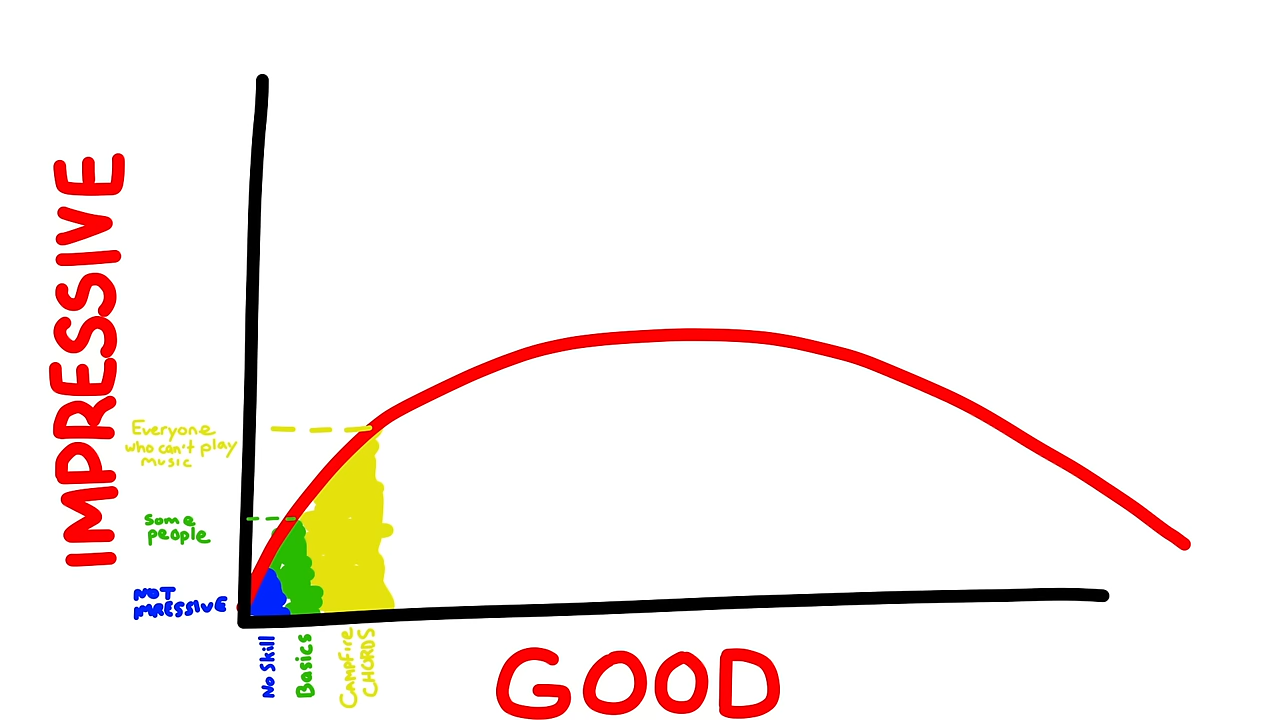 IMPRESSIVE
Everyone
who can't play
music
Some
people
NOT
IMPRESSIVE
No Skill
Basics
CAMPFIRE
CHORDS
GOOD